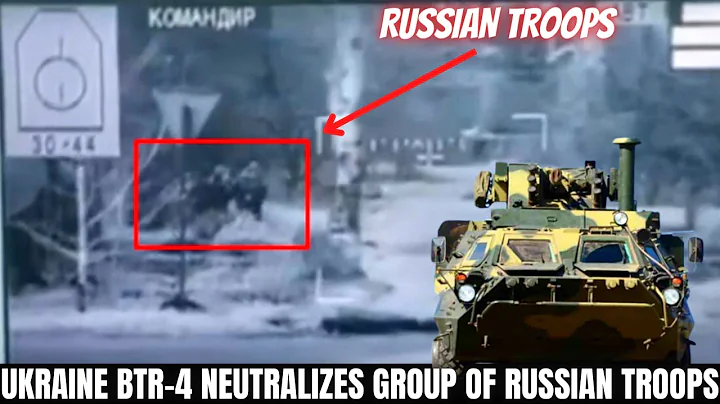 КОМАНДИР
RUSSIAN TROOPS
30-44
UKRAINE BTR-4 NEUTRALIZES GROUP OF RUSSIAN TROOPS